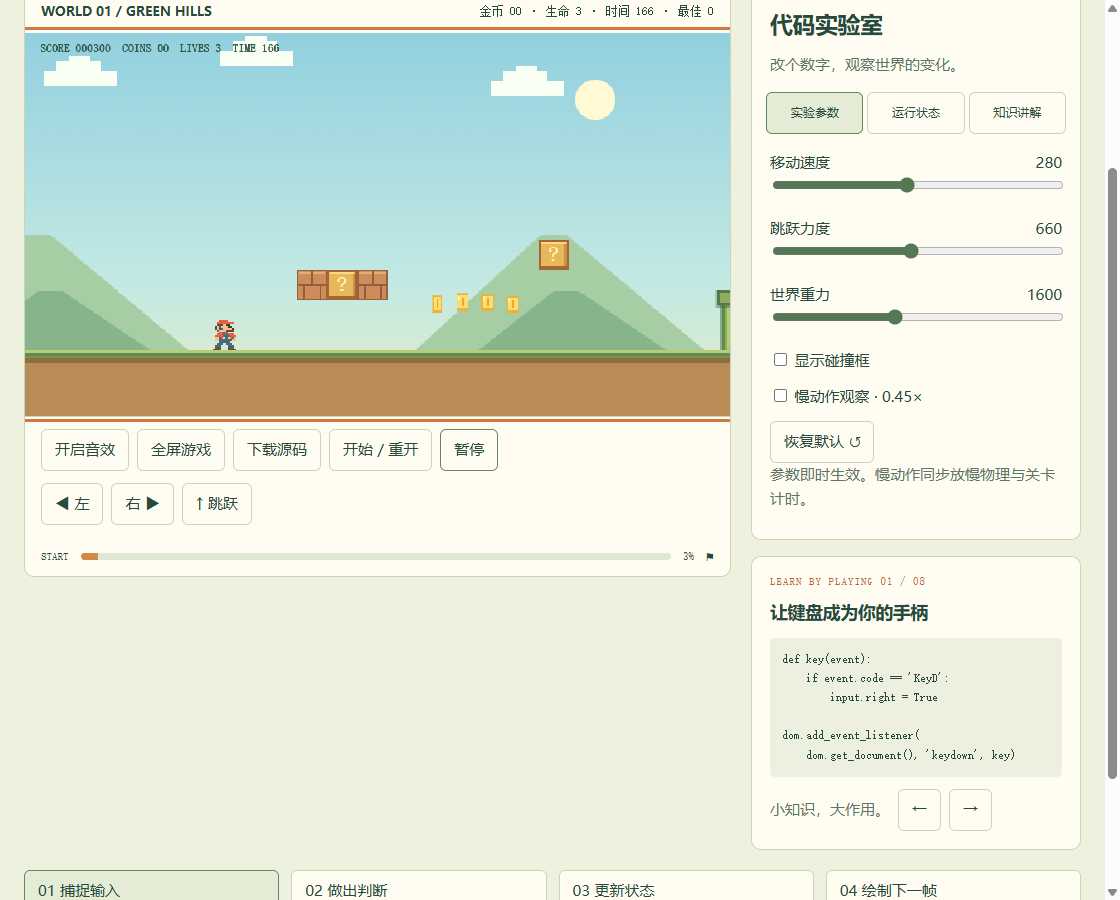 WORLD 01 / GREEN HILLS
金币 00 · 生命 3 · 时间 166 · 最佳 0
SCORE 000300 COINS 00 LIVES 3 TIME 166
?
?
开启音效
全屏游戏
下载源码
开始 / 重开
暂停
◀ 左
右 ▶
↑ 跳跃
START
3%
代码实验室
改个数字，观察世界的变化。
实验参数
运行状态
知识讲解
移动速度 280
跳跃力度 660
世界重力 1600
显示碰撞框
慢动作观察 · 0.45×
恢复默认 ↺
参数即时生效。慢动作同步放慢物理与关卡
计时。
LEARN BY PLAYING 01 / 08
让键盘成为你的手柄
def key(event):
    if event.code == 'KeyD':
        input.right = True
dom.add_event_listener(
    dom.get_document(), 'keydown', key)
小知识，大作用。
←
→
01 捕捉输入
02 做出判断
03 更新状态
04 绘制下一帧